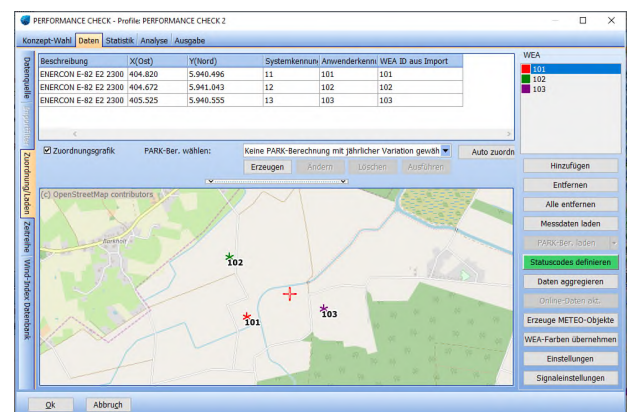 PERFORMANCE CHECK - Profile: PERFORMANCE CHECK 2
Konzept-Wahl Daten Statistik Analyse Ausgabe
Datenquelle
Zuordnung/Laden
Zeitreihe
Wind-Index Datenbank
Beschreibung X(Ost) Y(Nord) Systemkennung Anwenderkennu WEA ID aus Import
ENERCON E-82 E2 2300 404.820 5.940.496 11 101 101
ENERCON E-82 E2 2300 404.672 5.941.043 12 102 102
ENERCON E-82 E2 2300 405.525 5.940.555 13 103 103
Zuordnungsgrafik PARK-Ber. wählen: Keine PARK-Berechnung mit jährlicher Variation gewäh Auto zuordn
Erzeugen Ändern Löschen Ausführen
(c) OpenStreetMap contributors
102
101
103
WEA
101
102
103
Hinzufügen
Entfernen
Alle entfernen
Messdaten laden
PARK-Ber. laden
Statuscodes definieren
Daten aggregieren
Online-Daten akt.
Erzeuge METEO-Objekte
WEA-Farben übernehmen
Einstellungen
Signaleinstellungen
Ok Abbruch